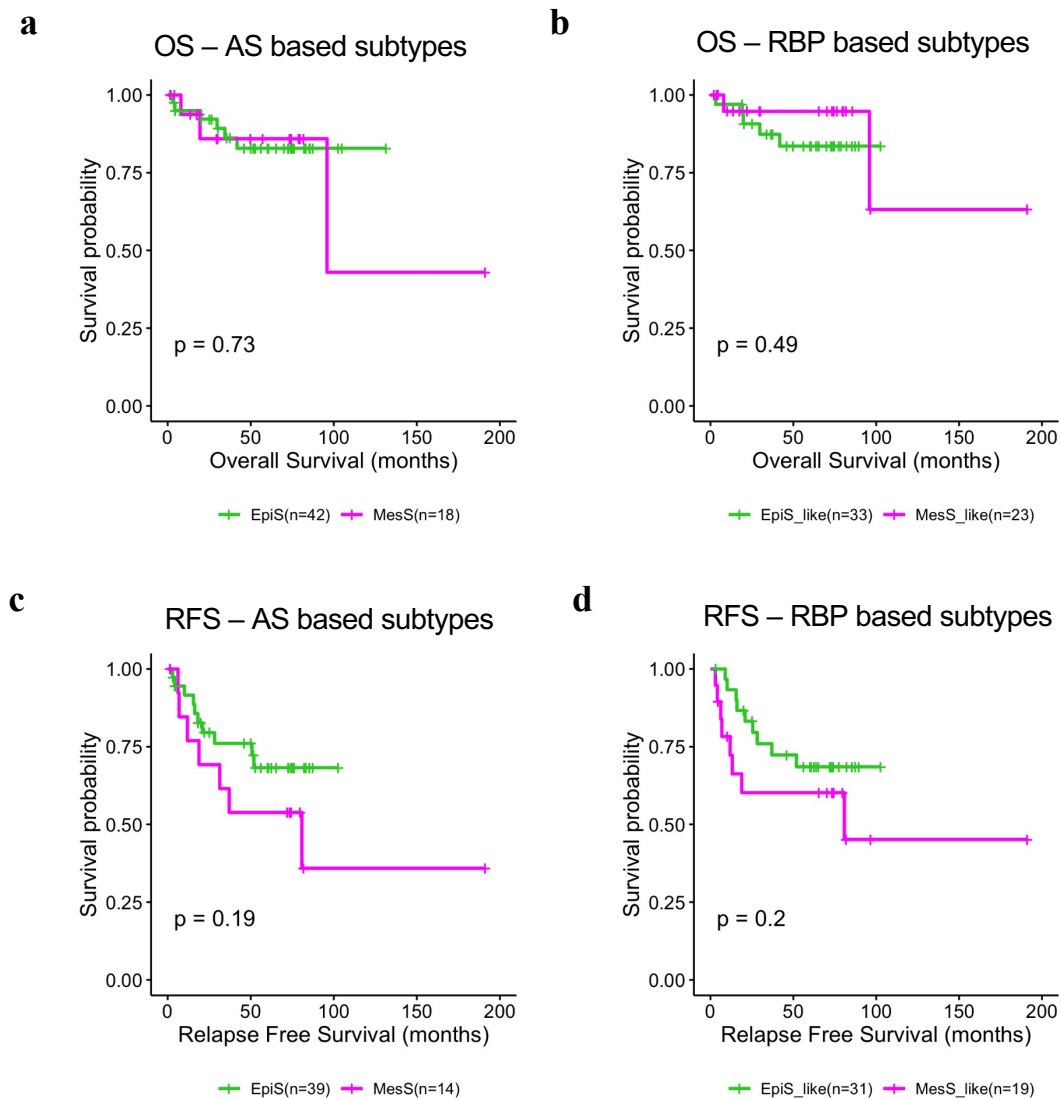 a
OS – AS based subtypes
Survival probability
1.00
0.75
0.50
0.25
0.00
p = 0.73
0 50 100 150 200
Overall Survival (months)
EpiS(n=42) MesS(n=18)
b
OS – RBP based subtypes
Survival probability
1.00
0.75
0.50
0.25
0.00
p = 0.49
0 50 100 150 200
Overall Survival (months)
EpiS_like(n=33) MesS_like(n=23)
c
RFS – AS based subtypes
Survival probability
1.00
0.75
0.50
0.25
0.00
p = 0.19
0 50 100 150 200
Relapse Free Survival (months)
EpiS(n=39) MesS(n=14)
d
RFS – RBP based subtypes
Survival probability
1.00
0.75
0.50
0.25
0.00
p = 0.2
0 50 100 150 200
Relapse Free Survival (months)
EpiS_like(n=31) MesS_like(n=19)